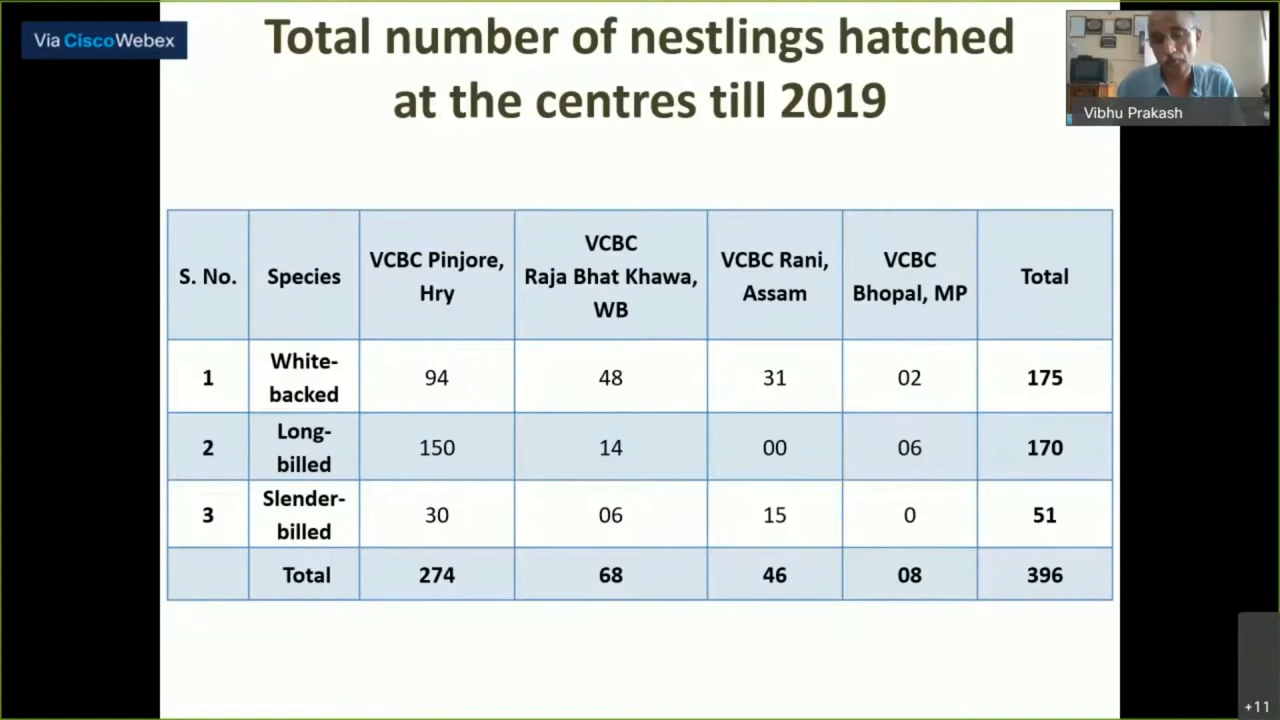 Via Cisco Webex
Total number of nestlings hatched
at the centres till 2019
Vibhu Prakash
S. No.
Species
VCBC Pinjore,
Hry
VCBC
Raja Bhat Khawa,
WB
VCBC Rani,
Assam
VCBC
Bhopal, MP
Total
1
White-
backed
94
48
31
02
175
2
Long-
billed
150
14
00
06
170
3
Slender-
billed
30
06
15
0
51
Total
274
68
46
08
396
+11